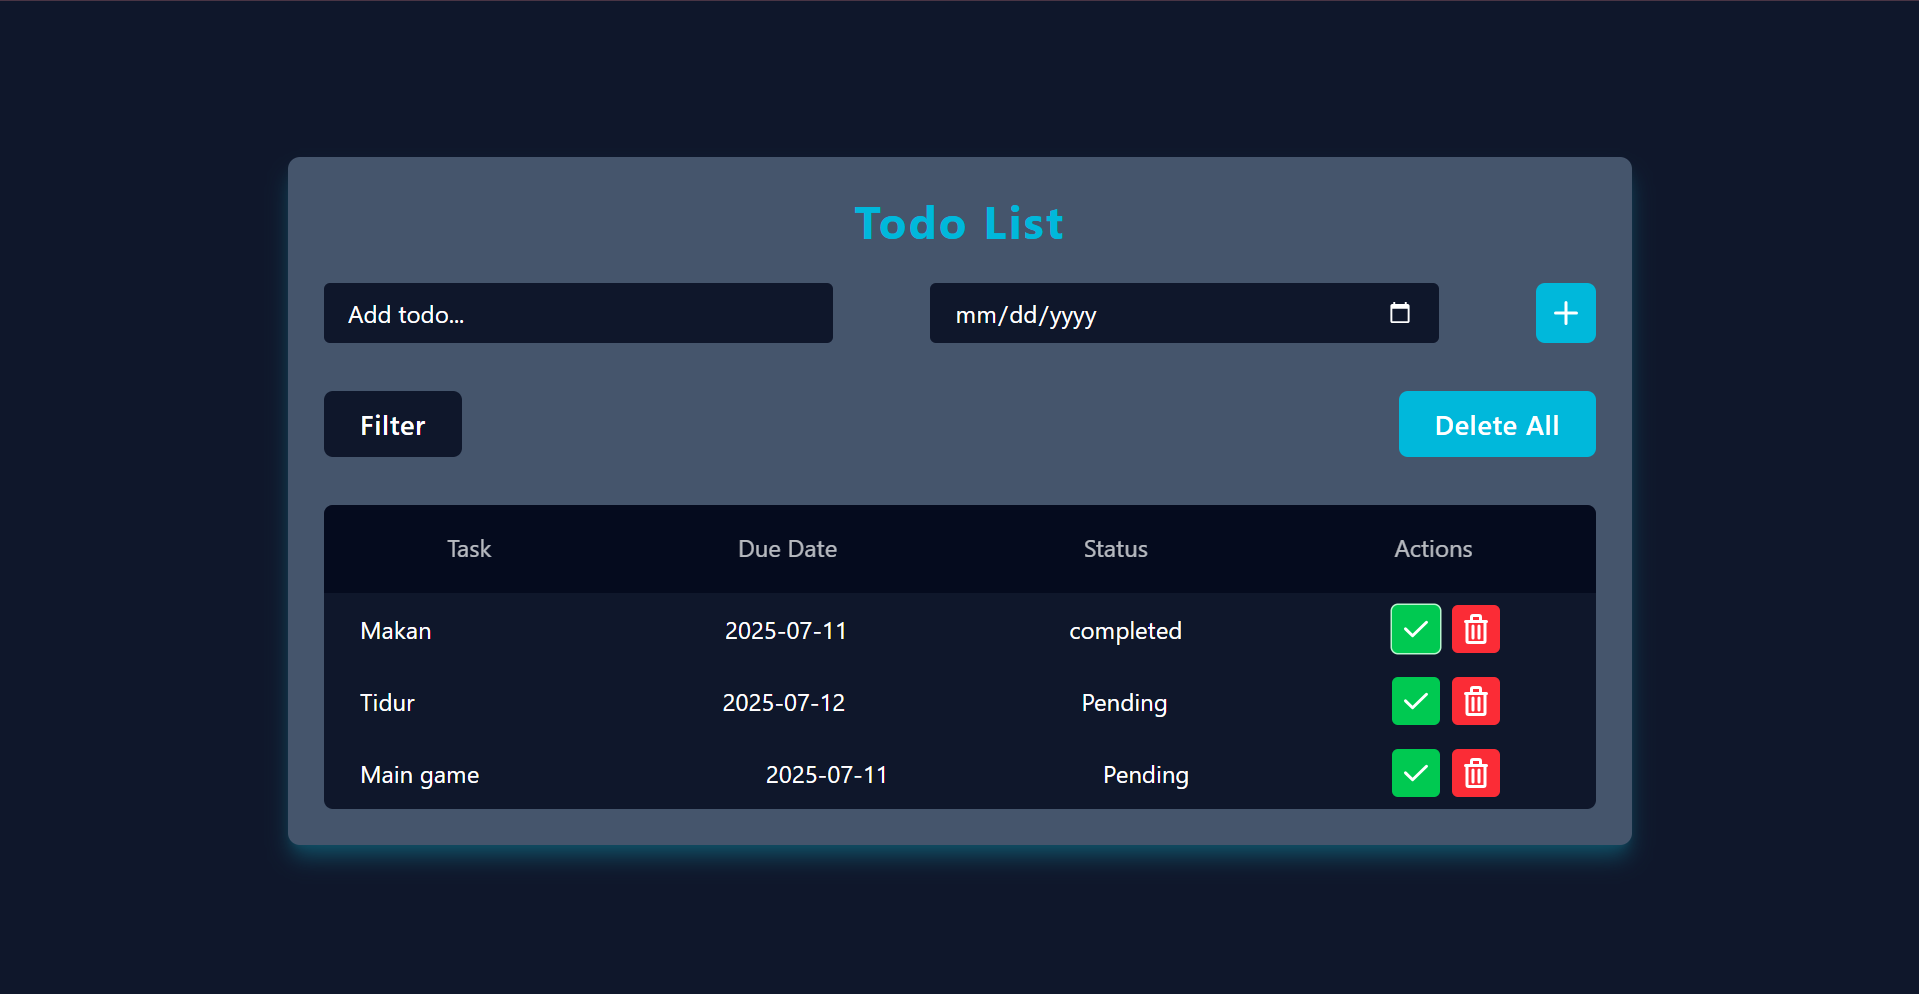 Todo List
Add todo... mm/dd/yyyy
Filter Delete All
Task Due Date Status Actions
Makan 2025-07-11 completed
Tidur 2025-07-12 Pending
Main game 2025-07-11 Pending